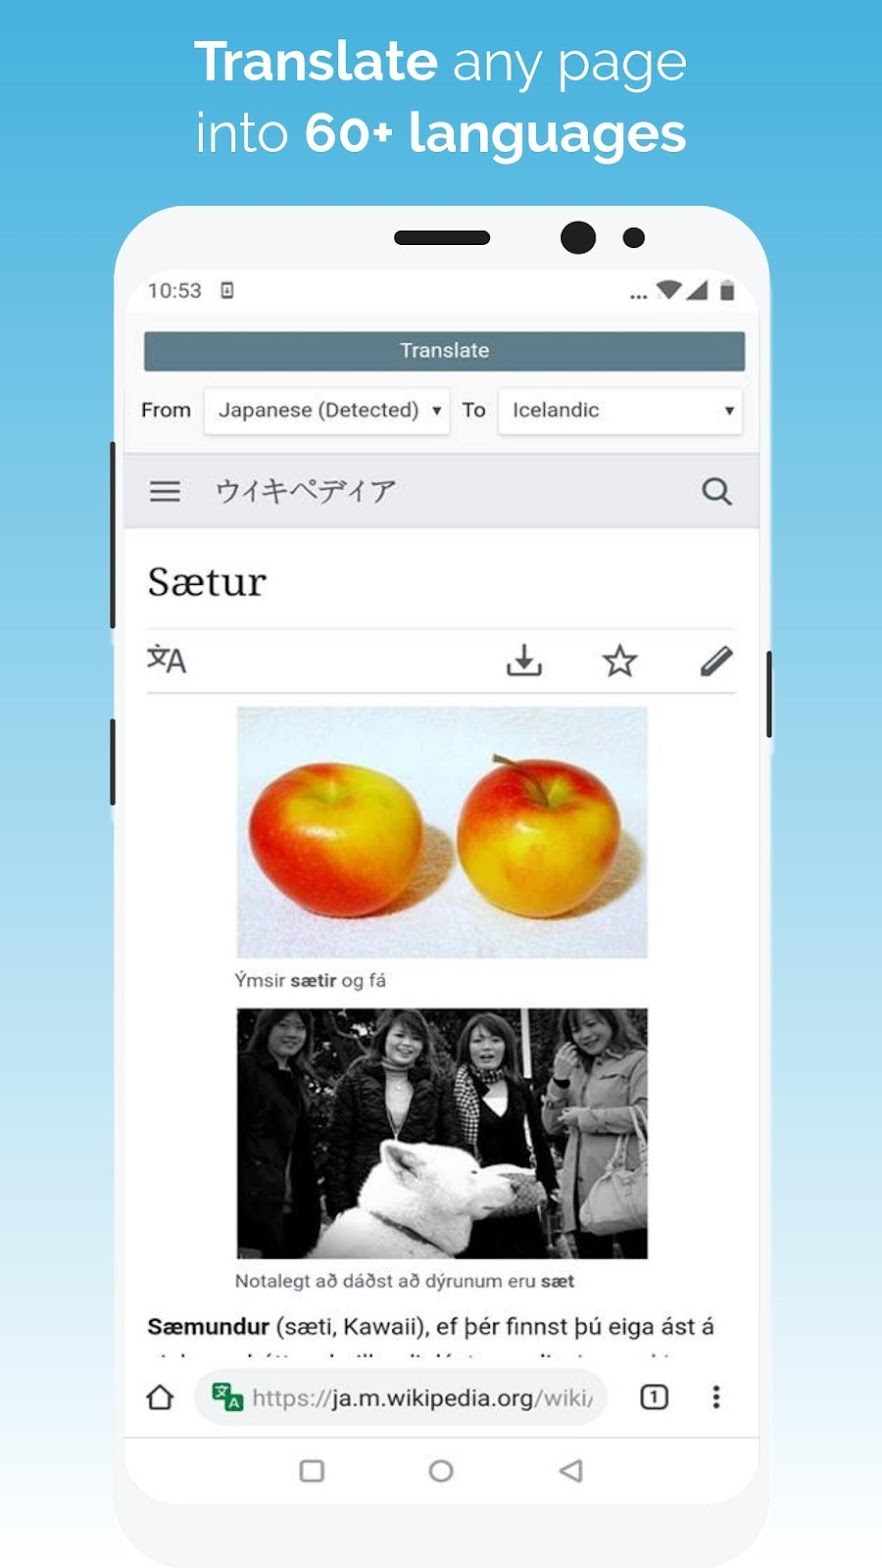 Translate any page
into 60+ languages
10:53
Translate
From Japanese (Detected) To Icelandic
ウイキペディア
Sætur
Ýmsir sætir og fá
Notalegt að dáðst að dýrunum eru sæt
Sæmundur (sæti, Kawaii), ef þér finnst þú eiga ást á
https://ja.m.wikipedia.org/wiki/
1